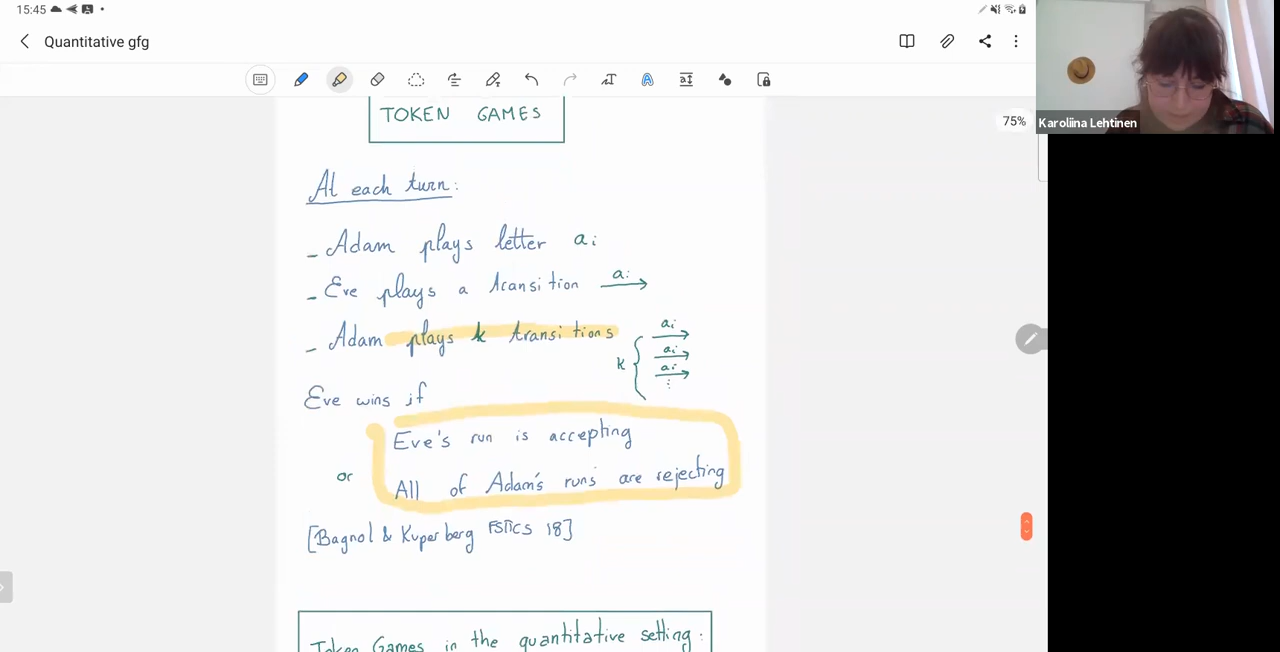 15:45
Quantitative gfg
75%
Karoliina Lehtinen
TOKEN GAMES
At each turn:
- Adam plays letter ai
- Eve plays a transition ai
- Adam plays k transitions
k { ai
ai
ai
⋮
Eve wins if
Eve's run is accepting
or All of Adam's runs are rejecting
[Bagnol & Kuperberg FSTTCS 18]
Token Games in the quantitative setting: